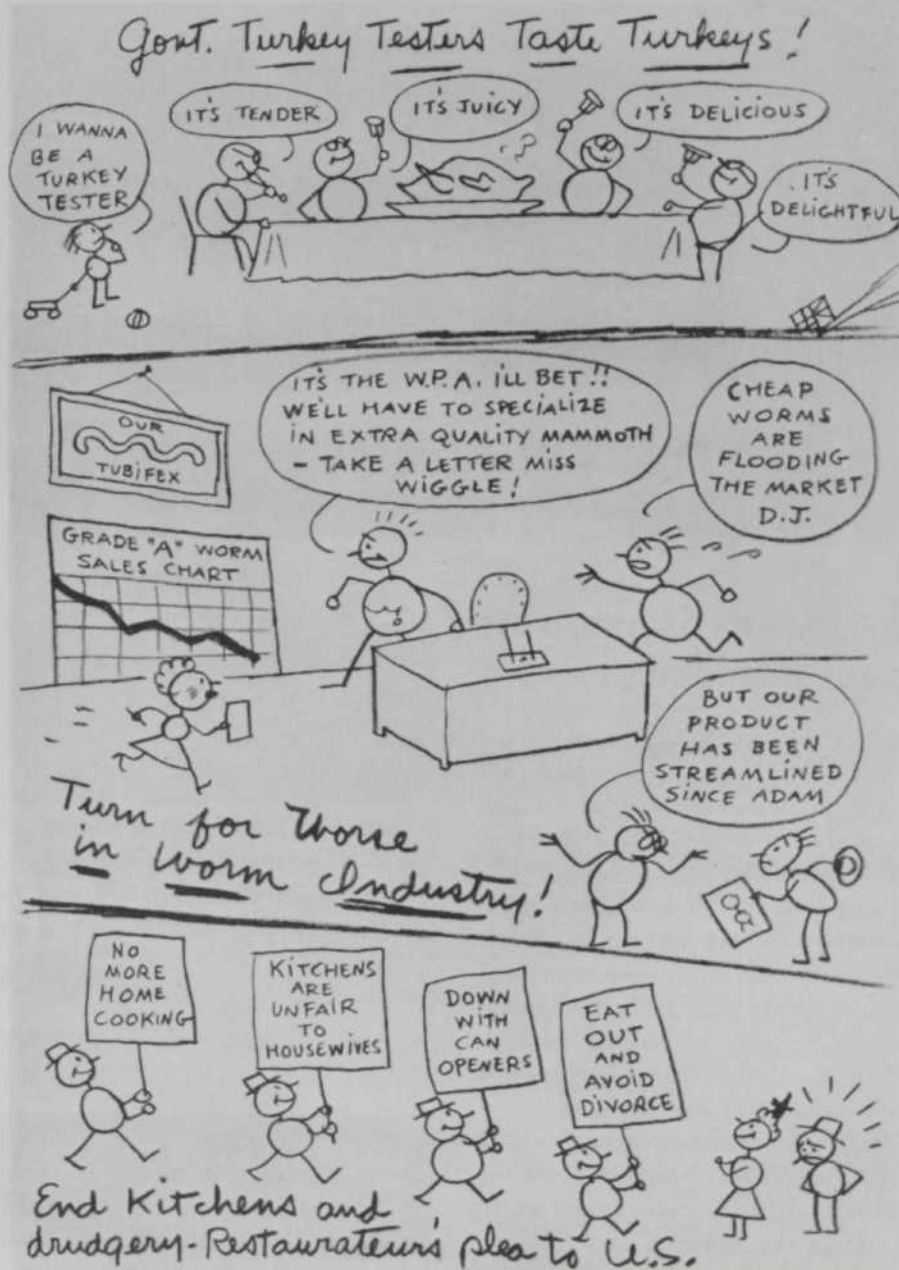 Govt. Turkey Testers Taste Turkeys!
I WANNA
BE A
TURKEY
TESTER
IT'S TENDER
IT'S JUICY
IT'S DELICIOUS
IT'S
DELIGHTFUL
OUR
TUBIFEX
GRADE "A" WORM
SALES CHART
IT'S THE W.P.A. I'LL BET!!
WE'LL HAVE TO SPECIALIZE
IN EXTRA QUALITY MAMMOTH
- TAKE A LETTER MISS
WIGGLE!
CHEAP
WORMS
ARE
FLOODING
THE MARKET
D.J.
BUT OUR
PRODUCT
HAS BEEN
STREAMLINED
SINCE ADAM
Turn for Worse
in Worm Industry!
NO
MORE
HOME
COOKING
KITCHENS
ARE
UNFAIR
TO
HOUSEWIVES
DOWN
WITH
CAN
OPENERS
EAT
OUT
AND
AVOID
DIVORCE
End Kitchens and
drudgery-Restaurateur's plea to U.S.